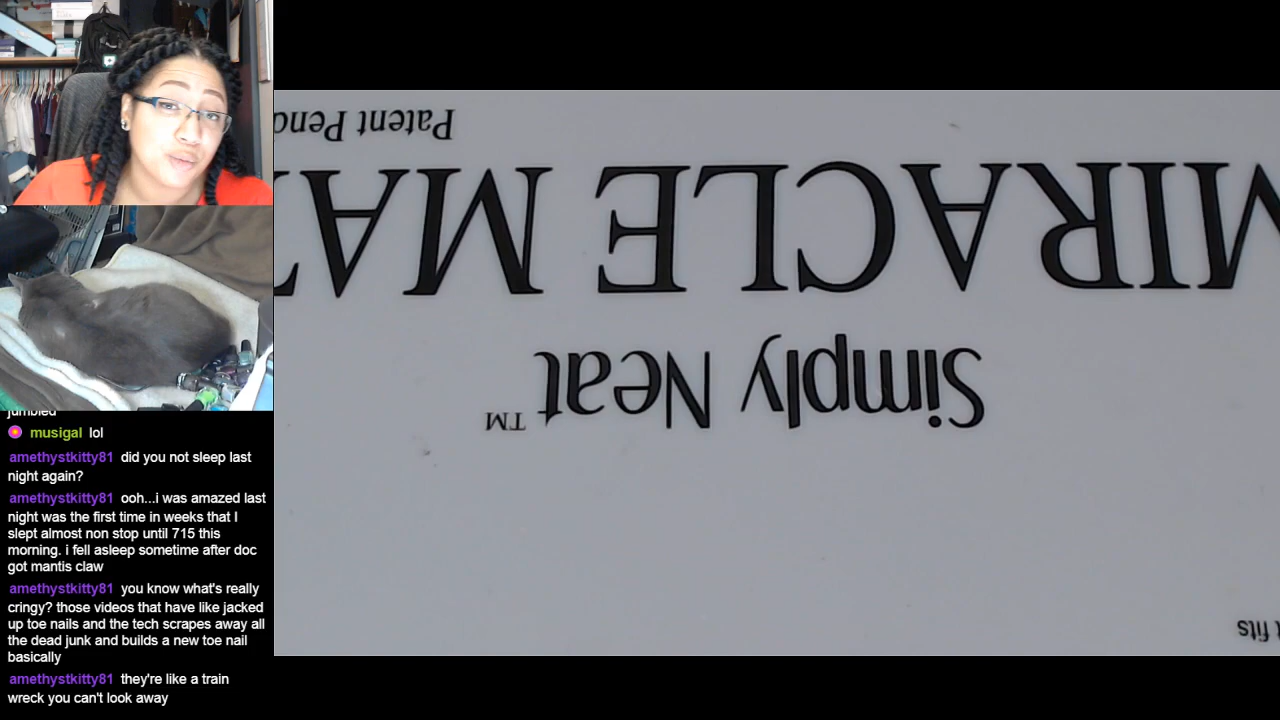 jumbled
musigal lol
amethystkitty81 did you not sleep last
night again?
amethystkitty81 ooh...i was amazed last
night was the first time in weeks that I
slept almost non stop until 715 this
morning. i fell asleep sometime after doc
got mantis claw
amethystkitty81 you know what's really
cringy? those videos that have like jacked
up toe nails and the tech scrapes away all
the dead junk and builds a new toe nail
basically
amethystkitty81 they're like a train
wreck you can't look away
fits
Simply Neat™
MIRACLE MA
Patent